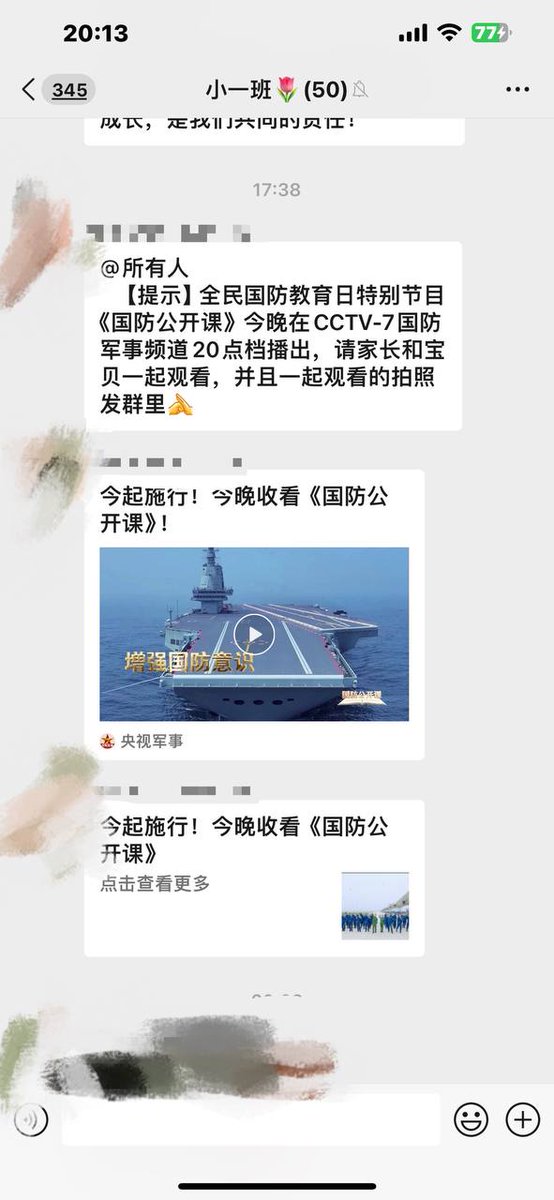 20:13
77
345
小一班🌷(50)
成长，是我们共同的责任！
17:38
@所有人
【提示】全民国防教育日特别节目
《国防公开课》今晚在CCTV-7国防
军事频道20点档播出，请家长和宝
贝一起观看，并且一起观看的拍照
发群里
今起施行！今晚收看《国防公
开课》！
增强国防意识
国防公开课
央视军事
今起施行！今晚收看《国防公
开课》
点击查看更多